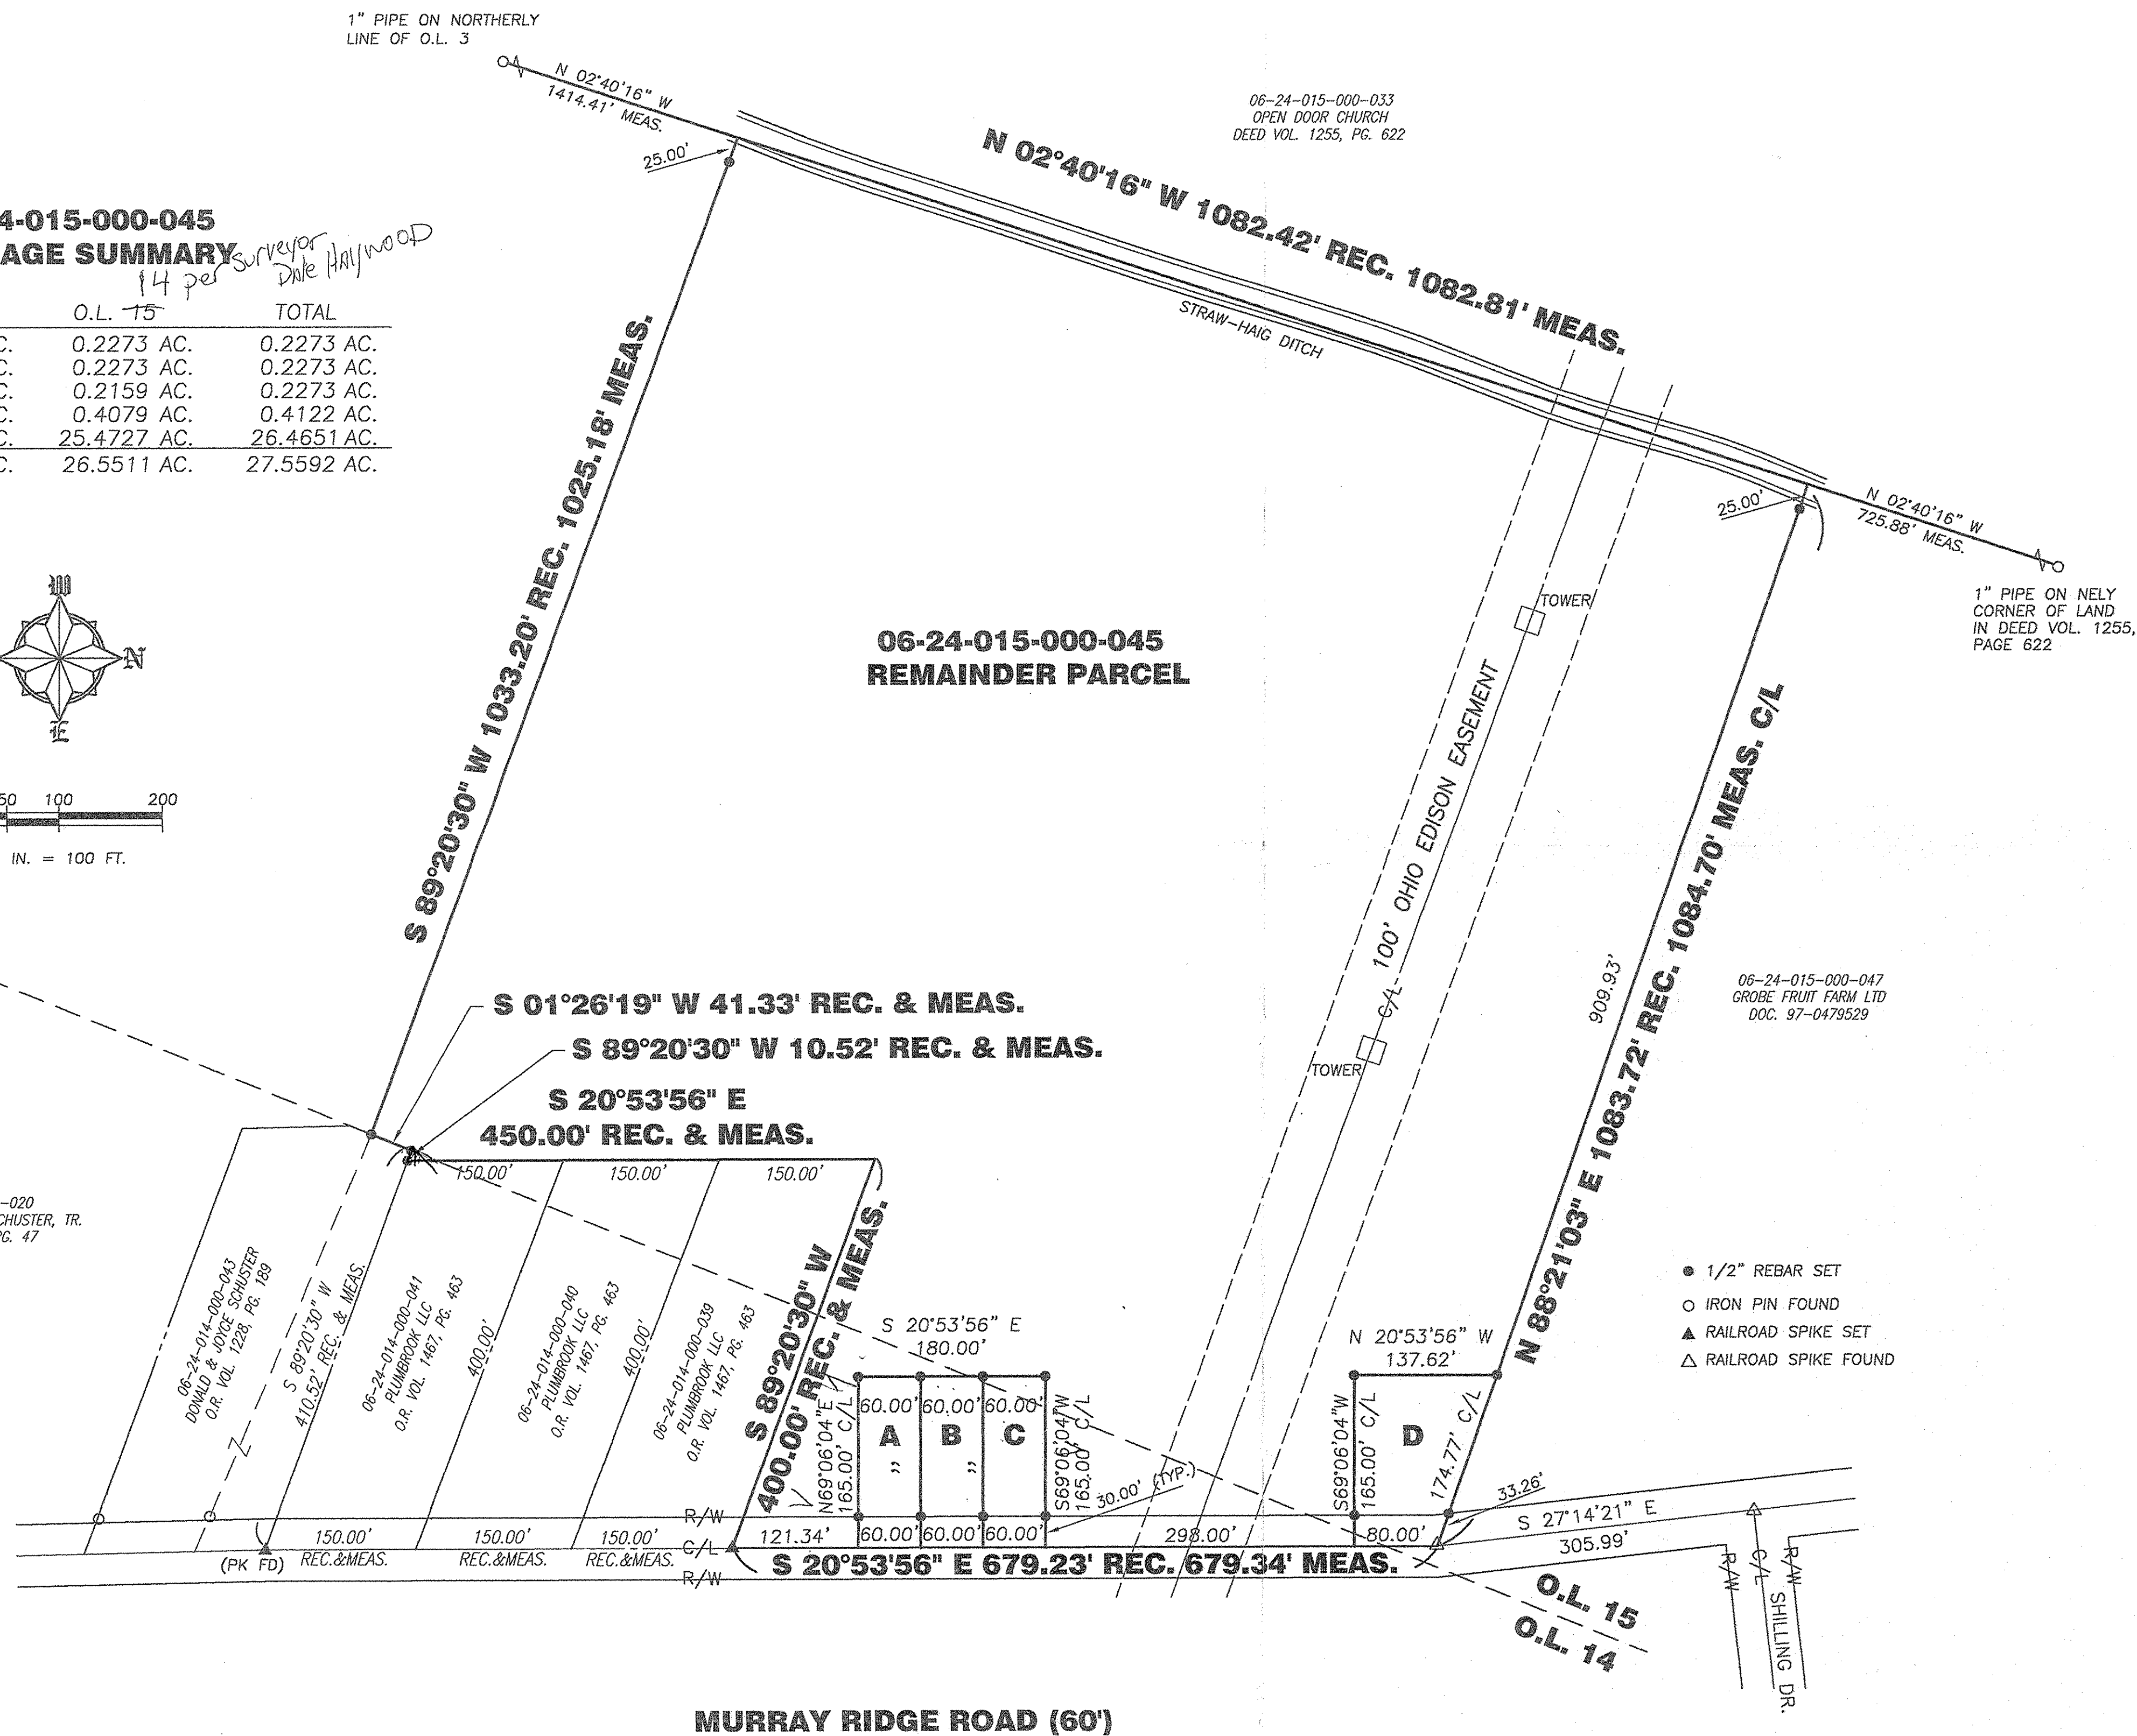 1" PIPE ON NORTHERLY
LINE OF O.L. 3
N 02°40'16" W
1414.41' MEAS.
25.00'
06-24-015-000-033
OPEN DOOR CHURCH
DEED VOL. 1255, PG. 622
N 02°40'16" W 1082.42' REC. 1082.81' MEAS.
STRAW-HAIG DITCH
4-015-000-045
AGE SUMMARY
14 per surveyor
Dale Haywood
O.L. 15 TOTAL
C. 0.2273 AC. 0.2273 AC.
C. 0.2273 AC. 0.2273 AC.
C. 0.2159 AC. 0.2273 AC.
C. 0.4079 AC. 0.4122 AC.
C. 25.4727 AC. 26.4651 AC.
C. 26.5511 AC. 27.5592 AC.
S 89°20'30" W 1033.20' REC. 1025.18' MEAS.
25.00'
N 02°40'16" W
725.88' MEAS.
1" PIPE ON NELY
CORNER OF LAND
IN DEED VOL. 1255,
PAGE 622
W
N
E
50 100 200
IN. = 100 FT.
06-24-015-000-045
REMAINDER PARCEL
TOWER
C/L 100' OHIO EDISON EASEMENT
TOWER
909.93'
N 88°21'03" E 1083.72' REC. 1084.70' MEAS. C/L
06-24-015-000-047
GROBE FRUIT FARM LTD
DOC. 97-0479529
S 01°26'19" W 41.33' REC. & MEAS.
S 89°20'30" W 10.52' REC. & MEAS.
S 20°53'56" E
450.00' REC. & MEAS.
150.00' 150.00' 150.00'
-020
CHUSTER, TR.
PG. 47
06-24-014-000-043
DONALD & JOYCE SCHUSTER
O.R. VOL. 1228, PG. 189
S 89°20'30" W
410.52' REC. & MEAS.
06-24-014-000-041
PLUMBROOK LLC
O.R. VOL. 1467, PG. 463
400.00'
06-24-014-000-040
PLUMBROOK LLC
O.R. VOL. 1467, PG. 463
400.00'
06-24-014-000-039
PLUMBROOK LLC
O.R. VOL. 1467, PG. 463
S 89°20'30" W
400.00' REC. & MEAS.
S 20°53'56" E
180.00'
N69°06'04"E
165.00' C/L
60.00' 60.00' 60.00'
A B C
" "
S69°06'04"W
165.00' C/L
30.00' (TYP.)
N 20°53'56" W
137.62'
S69°06'04"W
165.00' C/L
D
174.77' C/L
33.26'
1/2" REBAR SET
IRON PIN FOUND
RAILROAD SPIKE SET
RAILROAD SPIKE FOUND
R/W
C/L
R/W
(PK FD)
150.00' 150.00' 150.00'
REC.&MEAS. REC.&MEAS. REC.&MEAS.
121.34' 60.00' 60.00' 60.00' 298.00' 80.00'
S 20°53'56" E 679.23' REC. 679.34' MEAS.
S 27°14'21" E
305.99'
O.L. 15
O.L. 14
R/W
C/L
R/W
SHILLING DR.
MURRAY RIDGE ROAD (60')